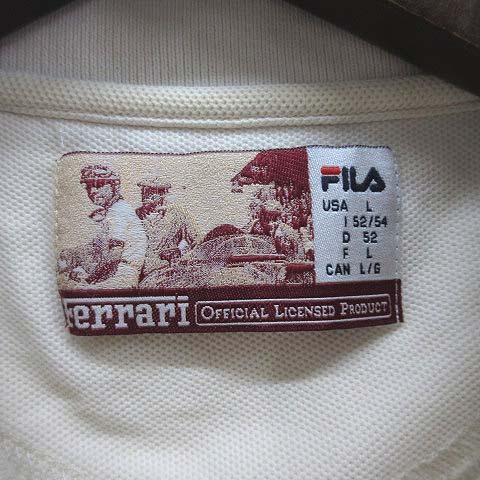 FILA
USA L
I 52/54
D 52
F L
CAN L/G
Ferrari OFFICIAL LICENSED PRODUCT